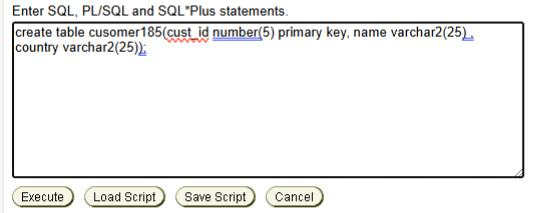 Enter SQL, PL/SQL and SQL*Plus statements.
create table cusomer185(cust_id number(5) primary key, name varchar2(25) ,
country varchar2(25));
Execute Load Script Save Script Cancel